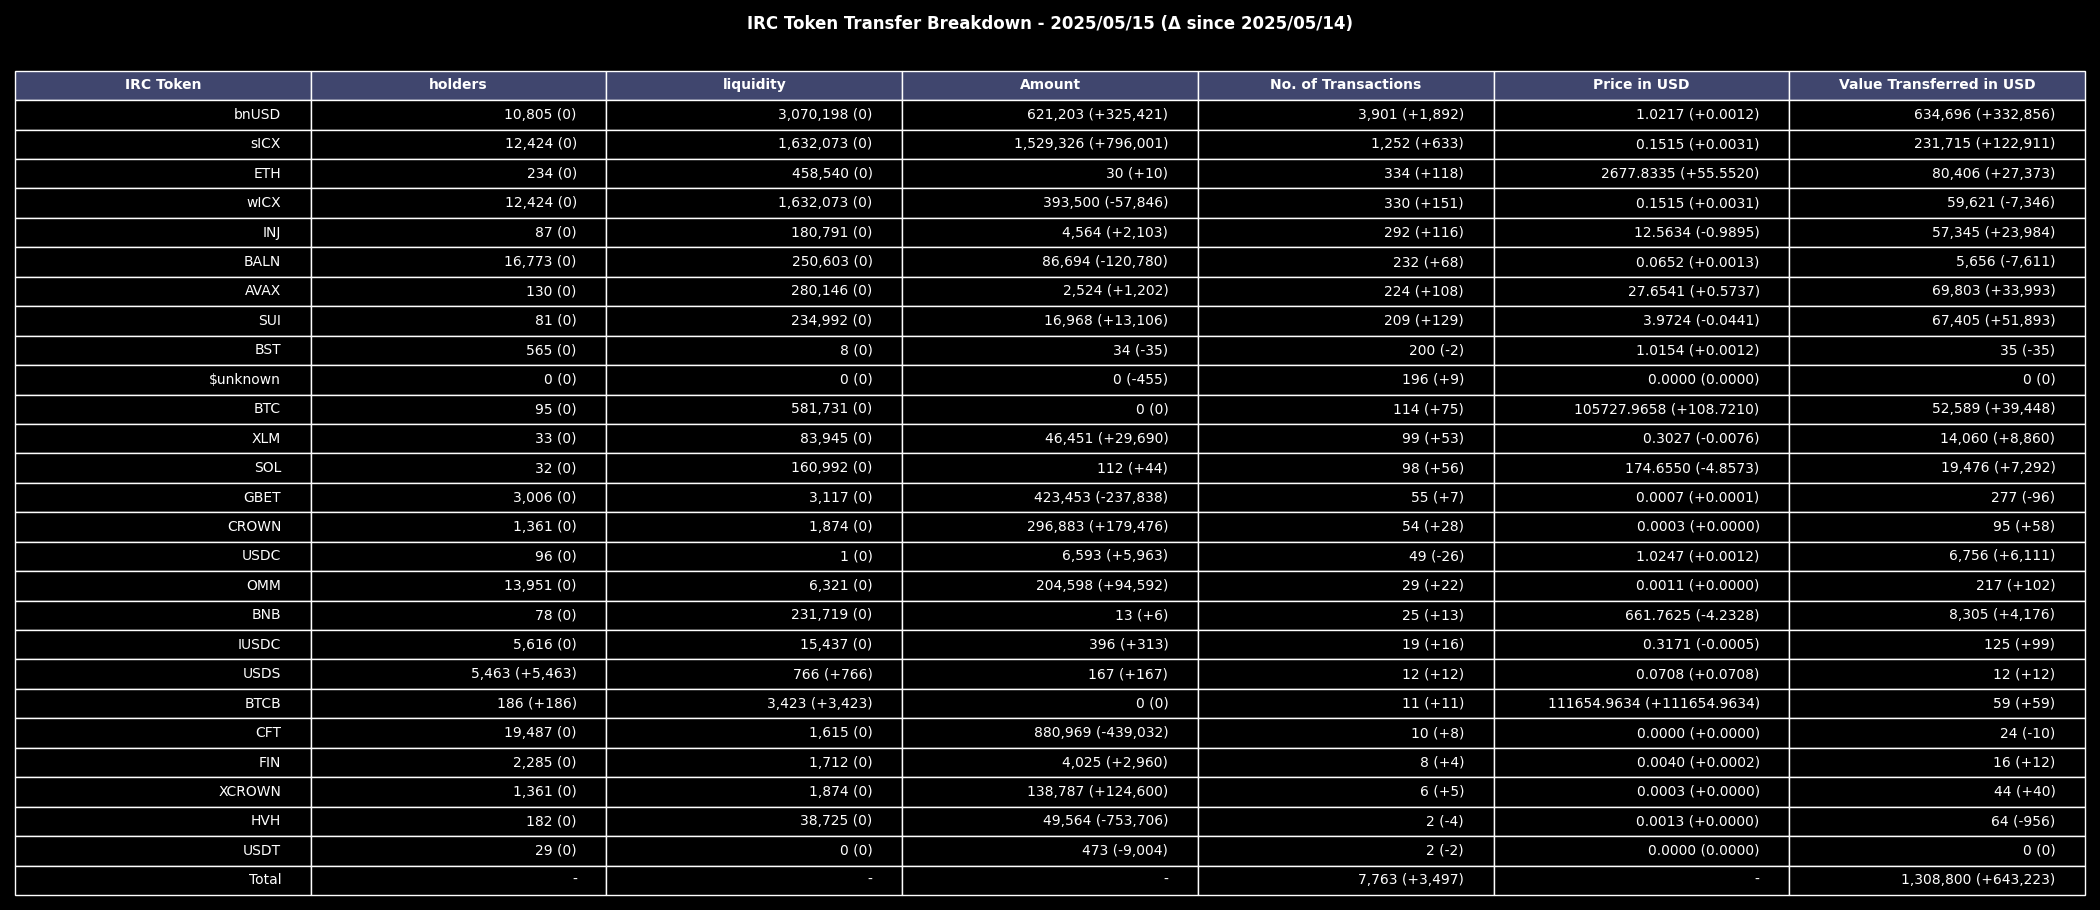 IRC Token Transfer Breakdown - 2025/05/15 (Δ since 2025/05/14)
IRC Token holders liquidity Amount No. of Transactions Price in USD Value Transferred in USD
bnUSD 10,805 (0) 3,070,198 (0) 621,203 (+325,421) 3,901 (+1,892) 1.0217 (+0.0012) 634,696 (+332,856)
sICX 12,424 (0) 1,632,073 (0) 1,529,326 (+796,001) 1,252 (+633) 0.1515 (+0.0031) 231,715 (+122,911)
ETH 234 (0) 458,540 (0) 30 (+10) 334 (+118) 2677.8335 (+55.5520) 80,406 (+27,373)
wICX 12,424 (0) 1,632,073 (0) 393,500 (-57,846) 330 (+151) 0.1515 (+0.0031) 59,621 (-7,346)
INJ 87 (0) 180,791 (0) 4,564 (+2,103) 292 (+116) 12.5634 (-0.9895) 57,345 (+23,984)
BALN 16,773 (0) 250,603 (0) 86,694 (-120,780) 232 (+68) 0.0652 (+0.0013) 5,656 (-7,611)
AVAX 130 (0) 280,146 (0) 2,524 (+1,202) 224 (+108) 27.6541 (+0.5737) 69,803 (+33,993)
SUI 81 (0) 234,992 (0) 16,968 (+13,106) 209 (+129) 3.9724 (-0.0441) 67,405 (+51,893)
BST 565 (0) 8 (0) 34 (-35) 200 (-2) 1.0154 (+0.0012) 35 (-35)
$unknown 0 (0) 0 (0) 0 (-455) 196 (+9) 0.0000 (0.0000) 0 (0)
BTC 95 (0) 581,731 (0) 0 (0) 114 (+75) 105727.9658 (+108.7210) 52,589 (+39,448)
XLM 33 (0) 83,945 (0) 46,451 (+29,690) 99 (+53) 0.3027 (-0.0076) 14,060 (+8,860)
SOL 32 (0) 160,992 (0) 112 (+44) 98 (+56) 174.6550 (-4.8573) 19,476 (+7,292)
GBET 3,006 (0) 3,117 (0) 423,453 (-237,838) 55 (+7) 0.0007 (+0.0001) 277 (-96)
CROWN 1,361 (0) 1,874 (0) 296,883 (+179,476) 54 (+28) 0.0003 (+0.0000) 95 (+58)
USDC 96 (0) 1 (0) 6,593 (+5,963) 49 (-26) 1.0247 (+0.0012) 6,756 (+6,111)
OMM 13,951 (0) 6,321 (0) 204,598 (+94,592) 29 (+22) 0.0011 (+0.0000) 217 (+102)
BNB 78 (0) 231,719 (0) 13 (+6) 25 (+13) 661.7625 (-4.2328) 8,305 (+4,176)
IUSDC 5,616 (0) 15,437 (0) 396 (+313) 19 (+16) 0.3171 (-0.0005) 125 (+99)
USDS 5,463 (+5,463) 766 (+766) 167 (+167) 12 (+12) 0.0708 (+0.0708) 12 (+12)
BTCB 186 (+186) 3,423 (+3,423) 0 (0) 11 (+11) 111654.9634 (+111654.9634) 59 (+59)
CFT 19,487 (0) 1,615 (0) 880,969 (-439,032) 10 (+8) 0.0000 (+0.0000) 24 (-10)
FIN 2,285 (0) 1,712 (0) 4,025 (+2,960) 8 (+4) 0.0040 (+0.0002) 16 (+12)
XCROWN 1,361 (0) 1,874 (0) 138,787 (+124,600) 6 (+5) 0.0003 (+0.0000) 44 (+40)
HVH 182 (0) 38,725 (0) 49,564 (-753,706) 2 (-4) 0.0013 (+0.0000) 64 (-956)
USDT 29 (0) 0 (0) 473 (-9,004) 2 (-2) 0.0000 (0.0000) 0 (0)
Total - - - 7,763 (+3,497) - 1,308,800 (+643,223)